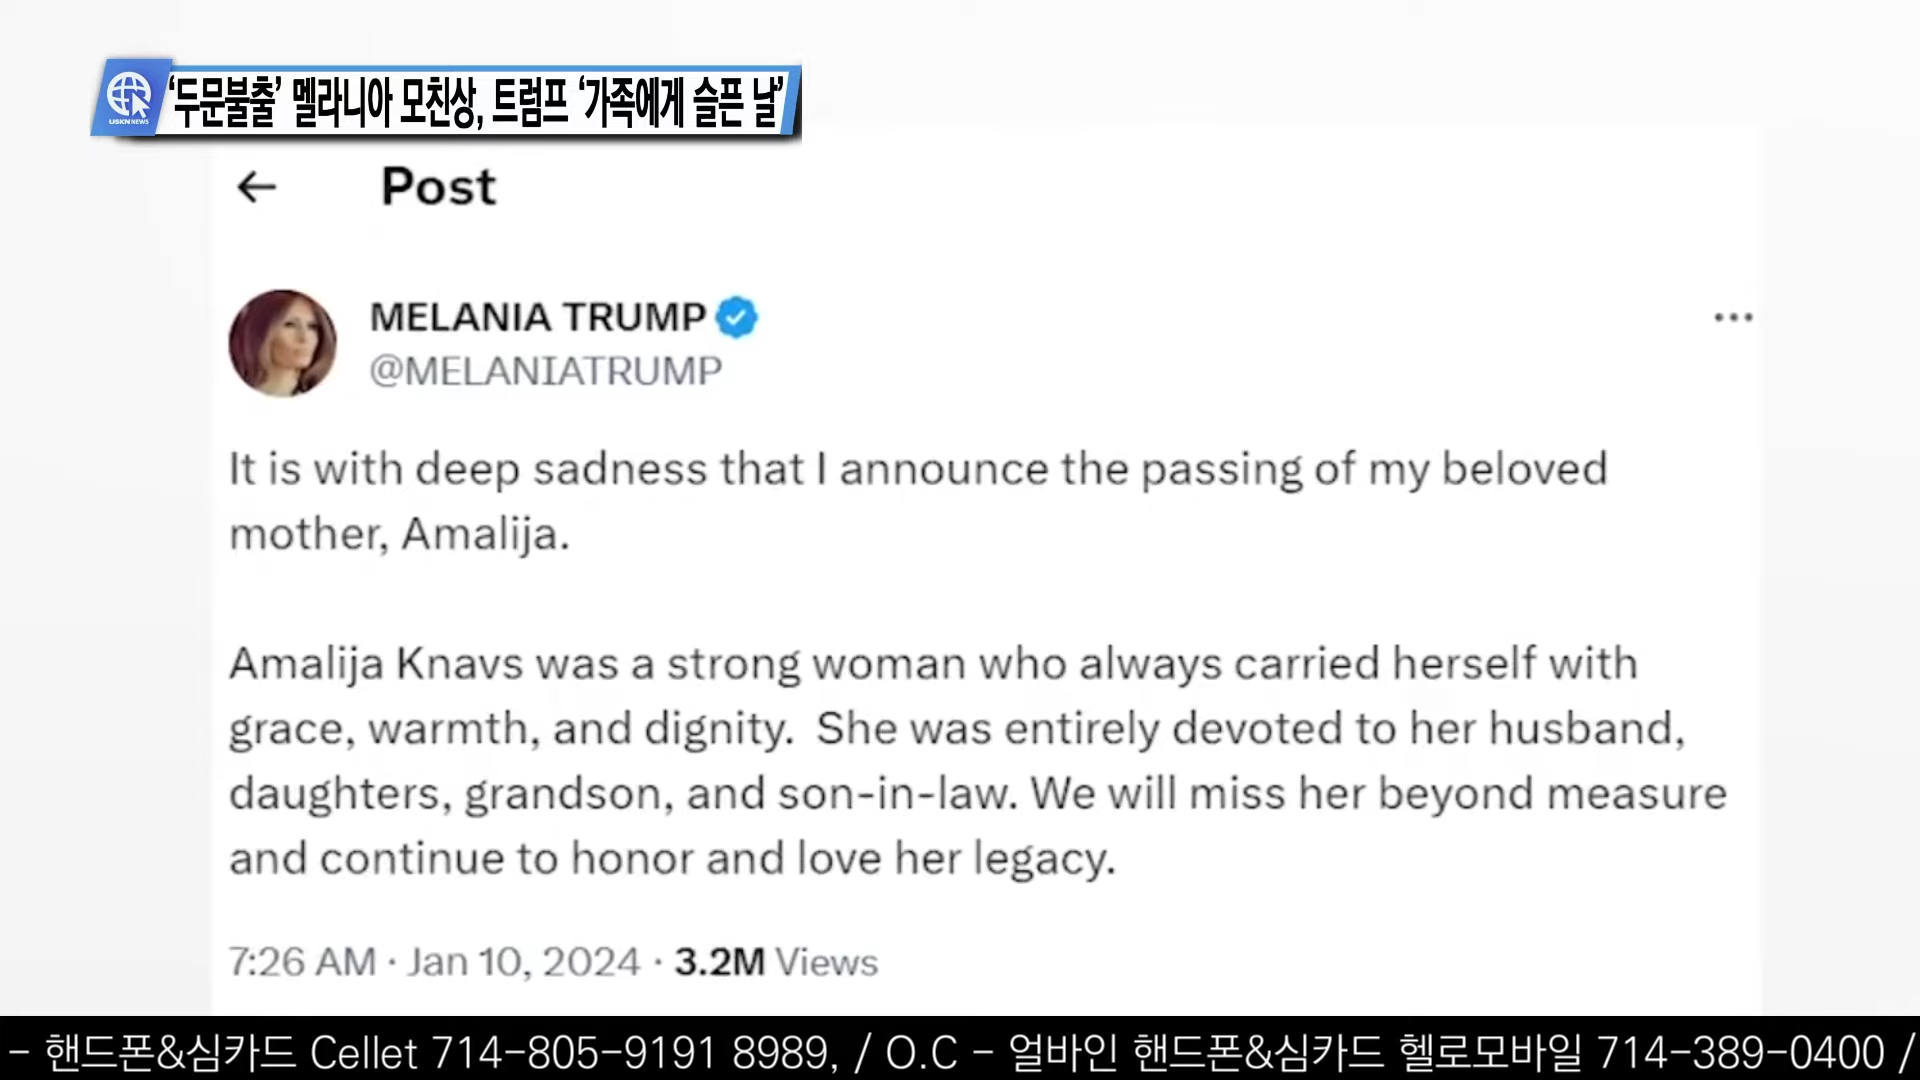 USKN NEWS
‘두문불출’ 멜라니아 모친상, 트럼프 ‘가족에게 슬픈 날’
← Post
MELANIA TRUMP
@MELANIATRUMP
It is with deep sadness that I announce the passing of my beloved
mother, Amalija.
Amalija Knavs was a strong woman who always carried herself with
grace, warmth, and dignity.  She was entirely devoted to her husband,
daughters, grandson, and son-in-law. We will miss her beyond measure
and continue to honor and love her legacy.
7:26 AM · Jan 10, 2024 · 3.2M Views
- 핸드폰&심카드 Cellet 714-805-9191 8989, / O.C - 얼바인 핸드폰&심카드 헬로모바일 714-389-0400 /